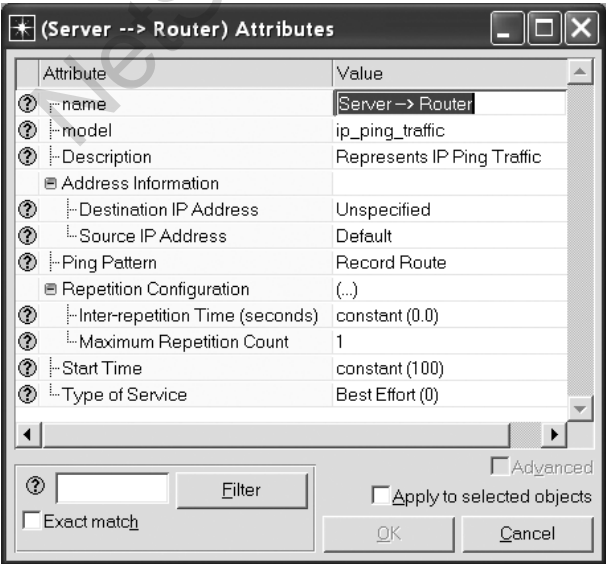 (Server --> Router) Attributes
Attribute Value
name Server --> Router
model ip_ping_traffic
Description Represents IP Ping Traffic
Address Information
Destination IP Address Unspecified
Source IP Address Default
Ping Pattern Record Route
Repetition Configuration (...)
Inter-repetition Time (seconds) constant (0.0)
Maximum Repetition Count 1
Start Time constant (100)
Type of Service Best Effort (0)
Advanced
Filter
Apply to selected objects
Exact match
OK Cancel